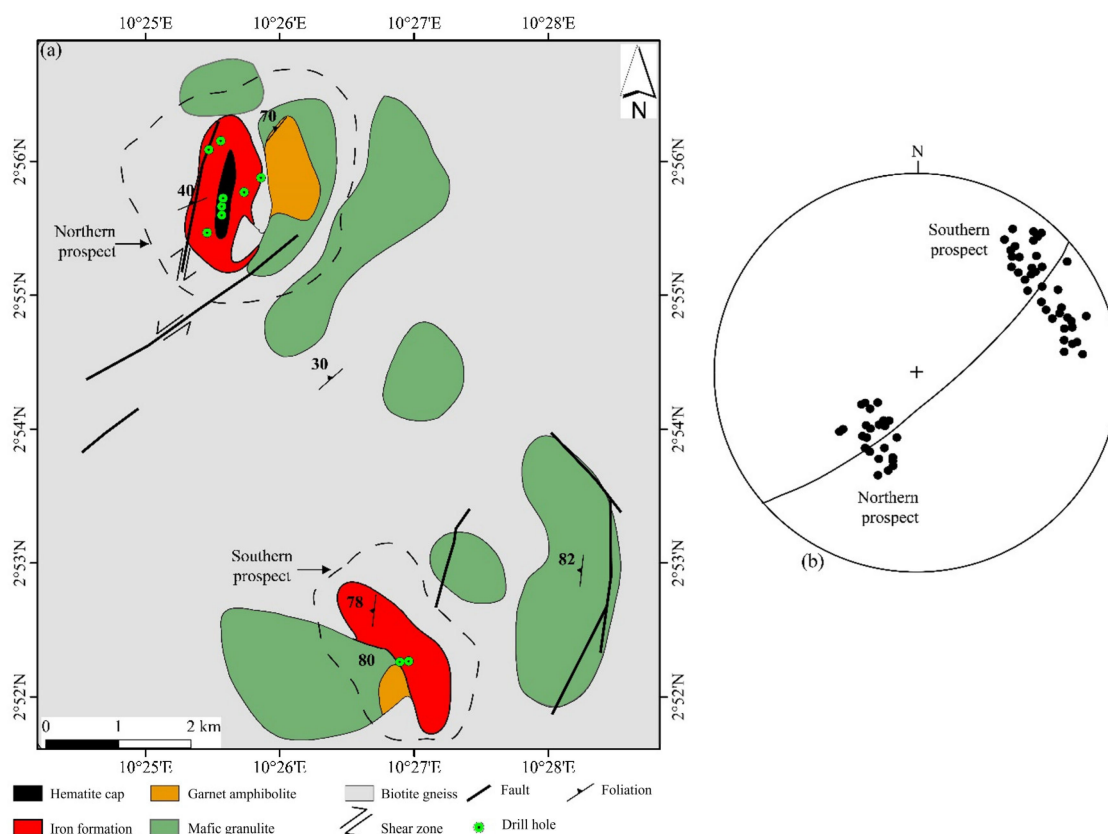 10°25'E 10°26'E 10°27'E 10°28'E
(a)
N
2°56'N 2°56'N
70
40
Northern
prospect
2°55'N 2°55'N
30
2°54'N 2°54'N
2°53'N 2°53'N
Southern
prospect
82
78
80
2°52'N 2°52'N
0 1 2 km
10°25'E 10°26'E 10°27'E 10°28'E
Hematite cap Garnet amphibolite Biotite gneiss Fault Foliation
Iron formation Mafic granulite Shear zone Drill hole
N
Southern
prospect
Northern
prospect
(b)